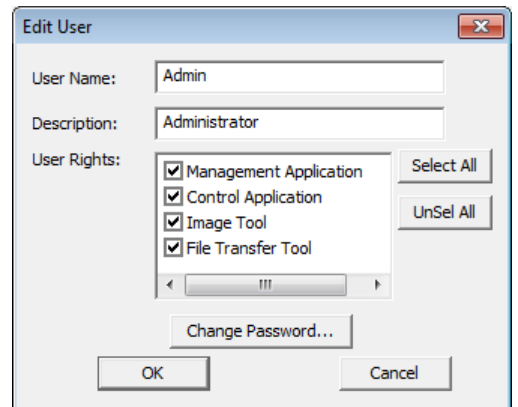 Edit User
User Name: Admin
Description: Administrator
User Rights:
Management Application
Select All
Control Application
UnSel All
Image Tool
File Transfer Tool
Change Password...
OK Cancel